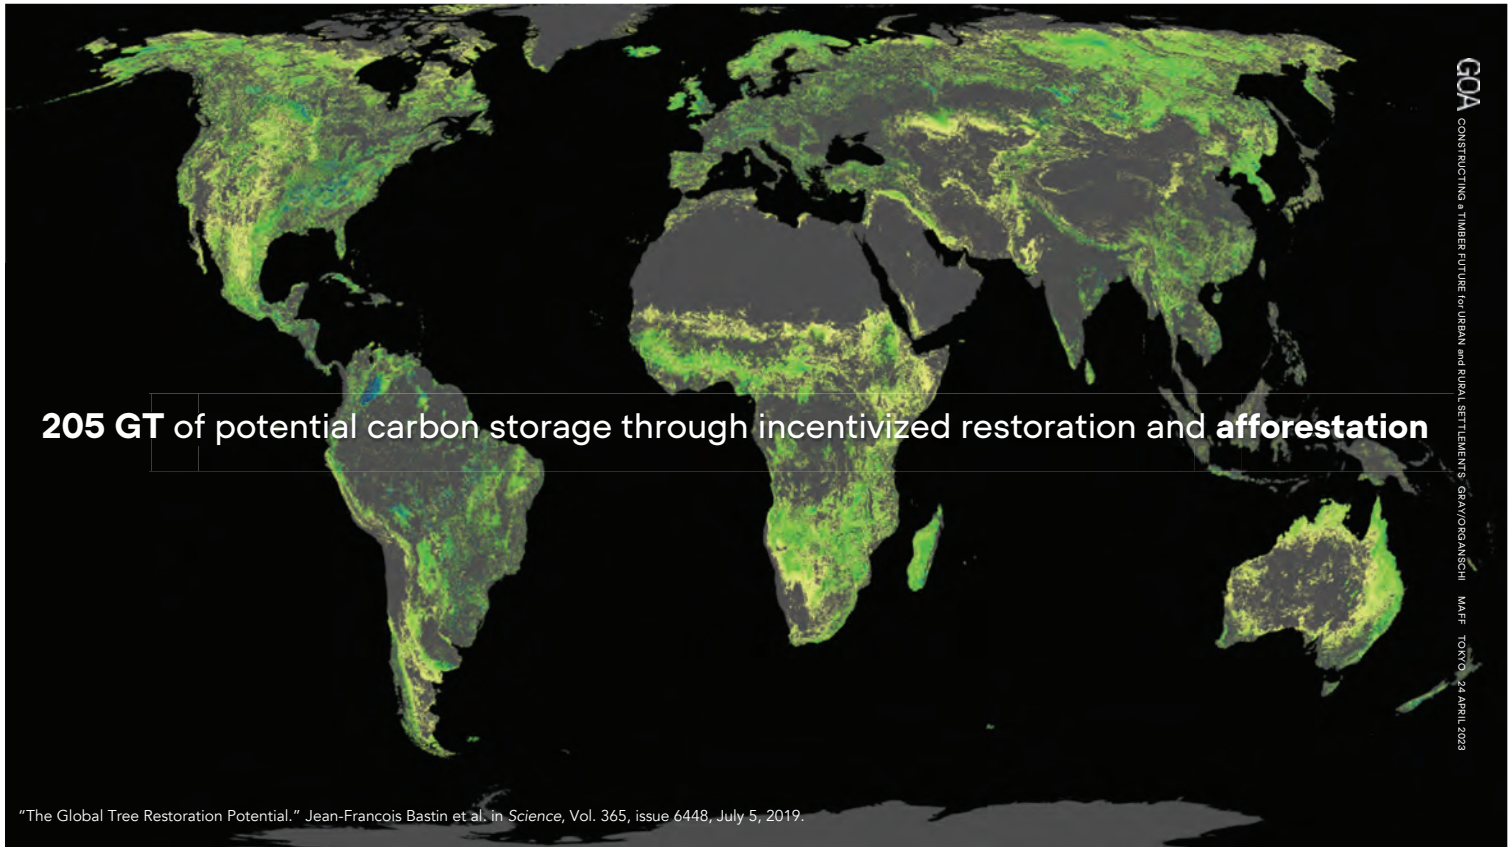 205 GT of potential carbon storage through incentivized restoration and afforestation
"The Global Tree Restoration Potential." Jean-Francois Bastin et al. in Science, Vol. 365, issue 6448, July 5, 2019.
GOA CONSTRUCTING a TIMBER FUTURE for URBAN and RURAL SETTLEMENTS GRAY/ORGANSCHI MAFF TOKYO 24 APRIL 2023